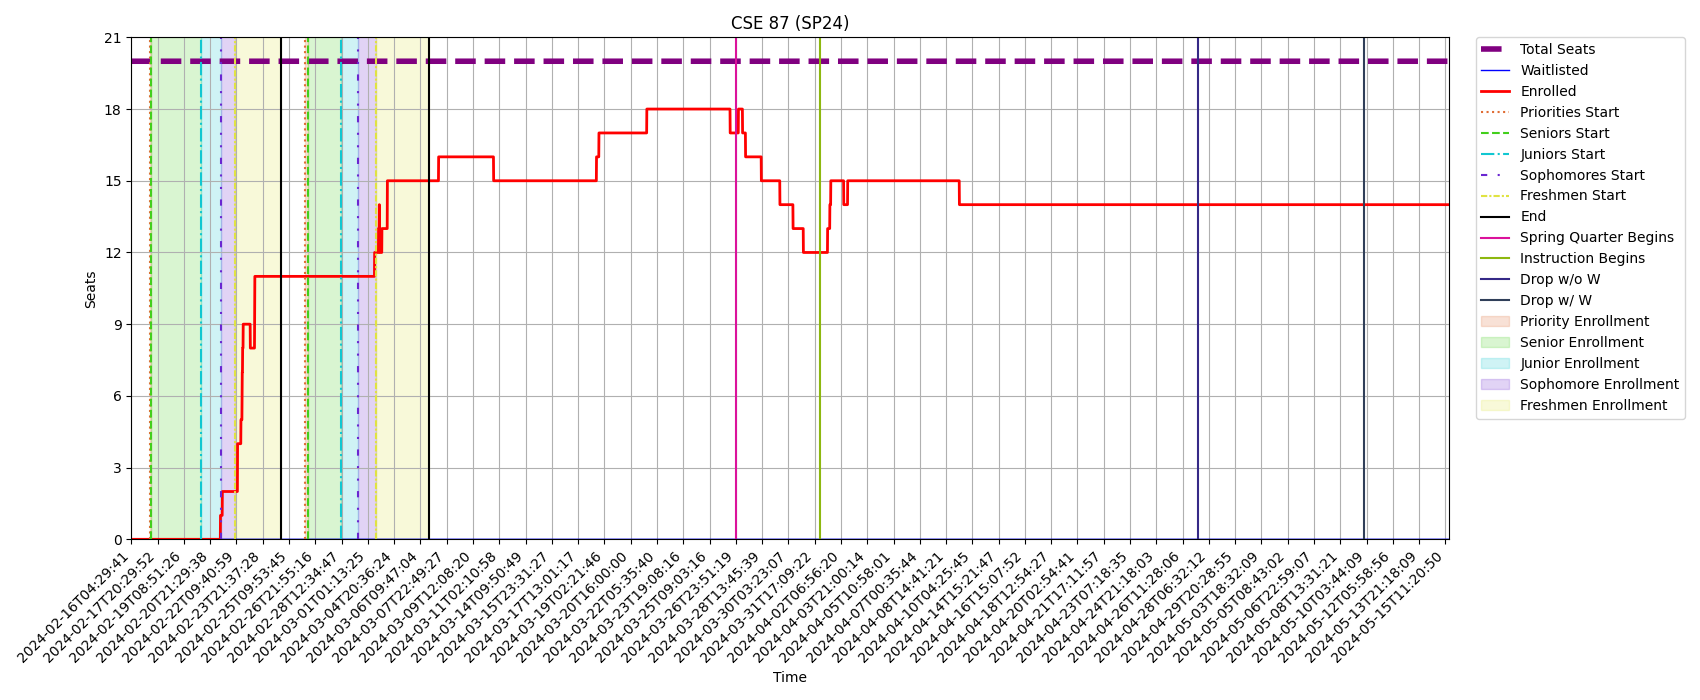 CSE 87 (SP24)
21
18
15
12
9
6
3
0
Seats
2024-02-16T04:29:41
2024-02-17T20:29:52
2024-02-19T08:51:26
2024-02-20T21:29:38
2024-02-22T09:40:59
2024-02-23T21:37:28
2024-02-25T09:53:45
2024-02-26T21:55:16
2024-02-28T12:34:47
2024-03-01T01:13:25
2024-03-04T20:36:24
2024-03-06T09:47:04
2024-03-07T22:49:27
2024-03-09T12:08:20
2024-03-11T02:10:58
2024-03-14T09:50:49
2024-03-15T23:31:27
2024-03-17T13:01:17
2024-03-19T02:21:46
2024-03-20T16:00:00
2024-03-22T05:35:40
2024-03-23T19:08:16
2024-03-25T09:03:16
2024-03-26T23:51:19
2024-03-28T13:45:39
2024-03-30T03:23:07
2024-03-31T17:09:22
2024-04-02T06:56:20
2024-04-03T21:00:14
2024-04-05T10:58:01
2024-04-07T00:35:44
2024-04-08T14:41:21
2024-04-10T04:25:45
2024-04-14T15:21:47
2024-04-16T15:07:52
2024-04-18T12:54:27
2024-04-20T02:54:41
2024-04-21T17:11:57
2024-04-23T07:18:35
2024-04-24T21:18:03
2024-04-26T11:28:06
2024-04-28T06:32:12
2024-04-29T20:28:55
2024-05-03T18:32:09
2024-05-05T08:43:02
2024-05-06T22:59:07
2024-05-08T13:31:21
2024-05-10T03:44:09
2024-05-12T05:58:56
2024-05-13T21:18:09
2024-05-15T11:20:50
Time
Total Seats
Waitlisted
Enrolled
Priorities Start
Seniors Start
Juniors Start
Sophomores Start
Freshmen Start
End
Spring Quarter Begins
Instruction Begins
Drop w/o W
Drop w/ W
Priority Enrollment
Senior Enrollment
Junior Enrollment
Sophomore Enrollment
Freshmen Enrollment